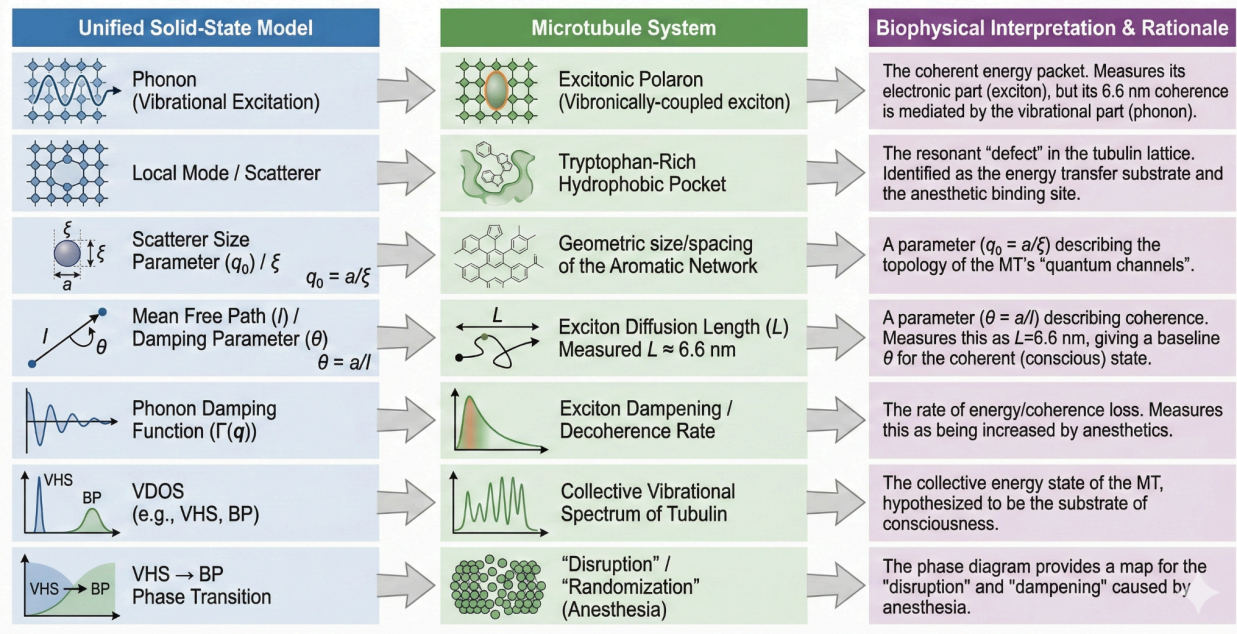 Unified Solid-State Model
Microtubule System
Biophysical Interpretation & Rationale
Phonon
(Vibrational Excitation)
Excitonic Polaron
(Vibronically-coupled exciton)
The coherent energy packet. Measures its
electronic part (exciton), but its 6.6 nm coherence
is mediated by the vibrational part (phonon).
Local Mode / Scatterer
Tryptophan-Rich
Hydrophobic Pocket
The resonant “defect” in the tubulin lattice.
Identified as the energy transfer substrate and
the anesthetic binding site.
ξ
ξ
a
Scatterer Size
Parameter (q₀) / ξ
q₀ = a/ξ
Geometric size/spacing
of the Aromatic Network
A parameter (q₀ = a/ξ) describing the
topology of the MT’s “quantum channels”.
l
θ
Mean Free Path (l) /
Damping Parameter (θ)
θ = a/l
L
Exciton Diffusion Length (L)
Measured L ≈ 6.6 nm
A parameter (θ = a/l) describing coherence.
Measures this as L=6.6 nm, giving a baseline
θ for the coherent (conscious) state.
Phonon Damping
Function (Γ(q))
Exciton Dampening /
Decoherence Rate
The rate of energy/coherence loss. Measures
this as being increased by anesthetics.
VHS
BP
VDOS
(e.g., VHS, BP)
Collective Vibrational
Spectrum of Tubulin
The collective energy state of the MT,
hypothesized to be the substrate of
consciousness.
VHS → BP
VHS → BP
Phase Transition
“Disruption” /
“Randomization”
(Anesthesia)
The phase diagram provides a map for the
"disruption" and "dampening" caused by
anesthesia.